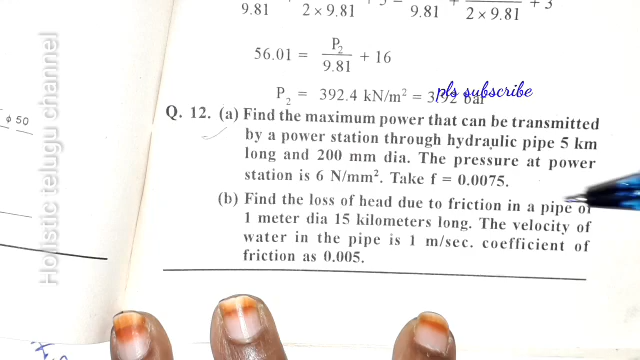 9.81 2 × 9.81 9.81 2 × 9.81 + 3
56.01 = P₂ / 9.81 + 16
P₂ = 392.4 kN/m² = 3.92 bar
pls subscribe
Q. 12. (a) Find the maximum power that can be transmitted
by a power station through hydraulic pipe 5 km
long and 200 mm dia. The pressure at power
station is 6 N/mm². Take f = 0.0075.
(b) Find the loss of head due to friction in a pipe of
1 meter dia 15 kilometers long. The velocity of
water in the pipe is 1 m/sec. coefficient of
friction as 0.005.
ϕ 50
Holistic telugu channel